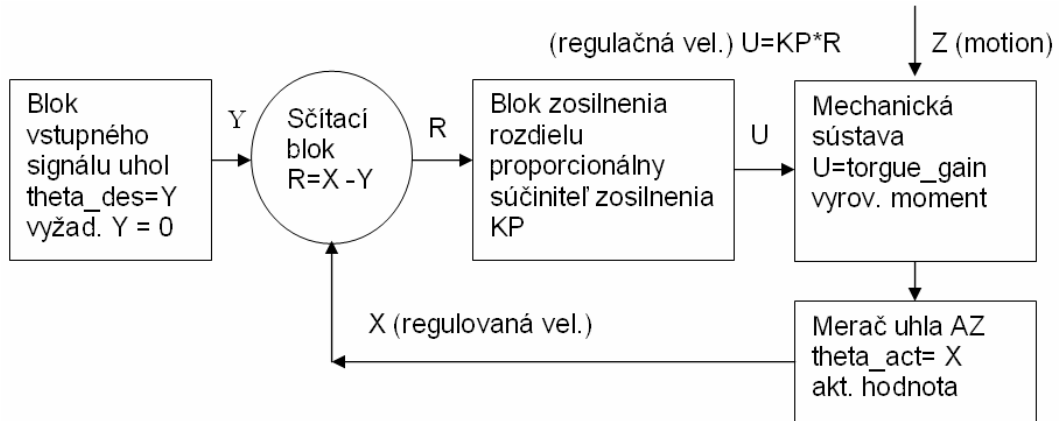 (regulačná vel.) U=KP*R
Z (motion)
Blok
vstupného
signálu uhol
theta_des=Y
vyžad. Y = 0
Y
Sčítací
blok
R=X -Y
R
Blok zosilnenia
rozdielu
proporcionálny
súčiniteľ zosilnenia
KP
U
Mechanická
sústava
U=torgue_gain
vyrov. moment
X (regulovaná vel.)
Merač uhla AZ
theta_act= X
akt. hodnota